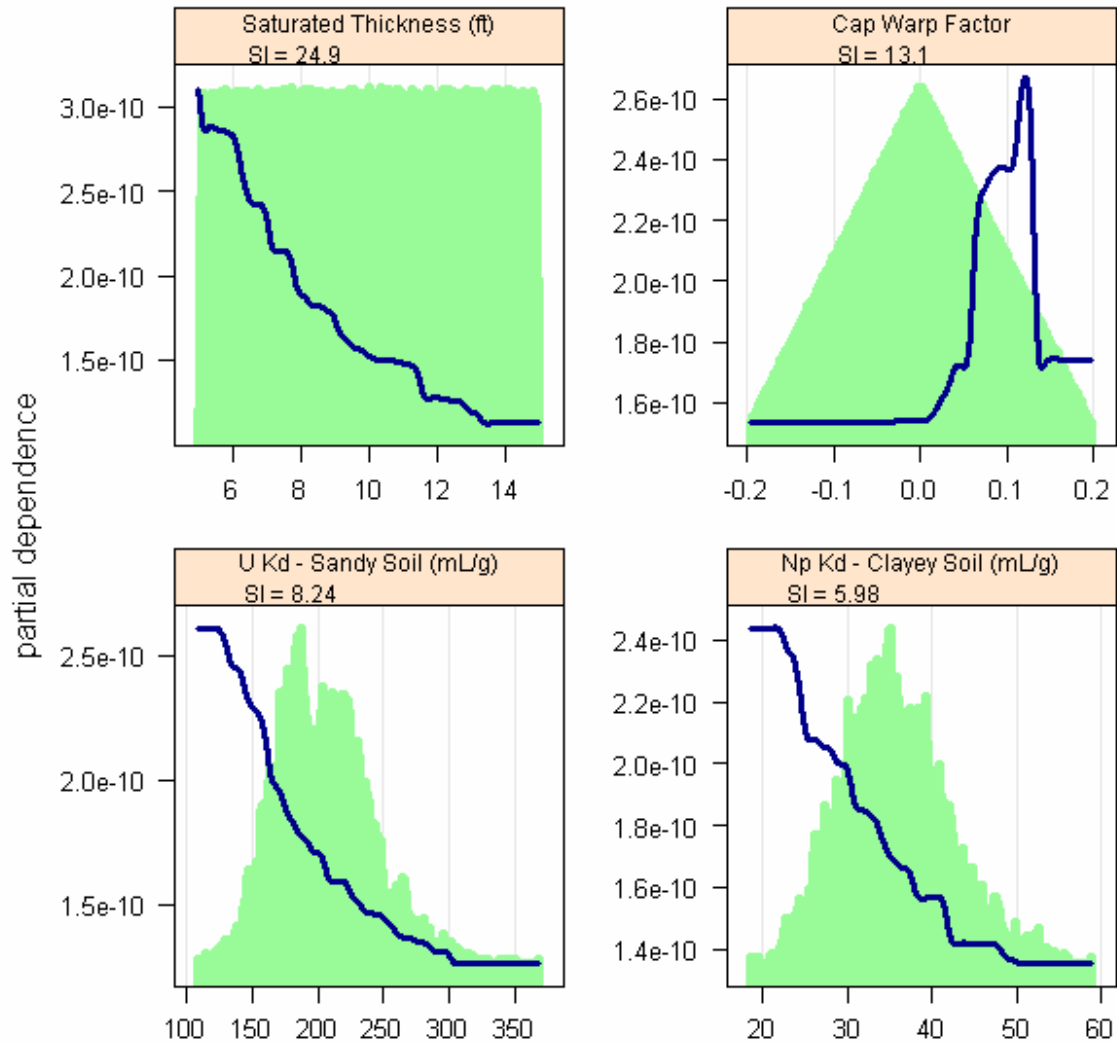 Saturated Thickness (ft)
SI = 24.9
3.0e-10
2.5e-10
2.0e-10
1.5e-10
6 8 10 12 14
Cap Warp Factor
SI = 13.1
2.6e-10
2.4e-10
2.2e-10
2.0e-10
1.8e-10
1.6e-10
-0.2 -0.1 0.0 0.1 0.2
partial dependence
U Kd - Sandy Soil (mL/g)
SI = 8.24
2.5e-10
2.0e-10
1.5e-10
100 150 200 250 300 350
Np Kd - Clayey Soil (mL/g)
SI = 5.98
2.4e-10
2.2e-10
2.0e-10
1.8e-10
1.6e-10
1.4e-10
20 30 40 50 60